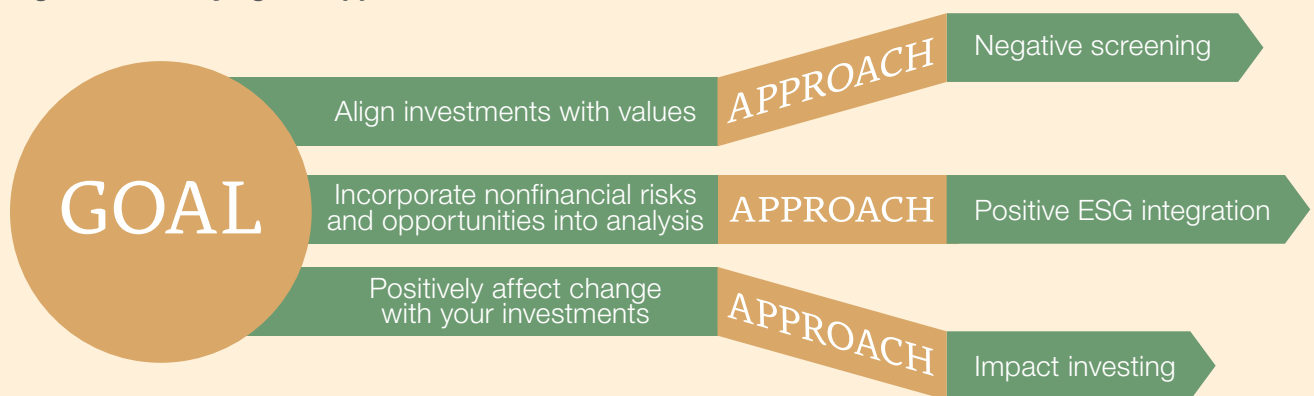 GOAL
Align investments with values
APPROACH
Negative screening
Incorporate nonfinancial risks
and opportunities into analysis
APPROACH
Positive ESG integration
Positively affect change
with your investments
APPROACH
Impact investing